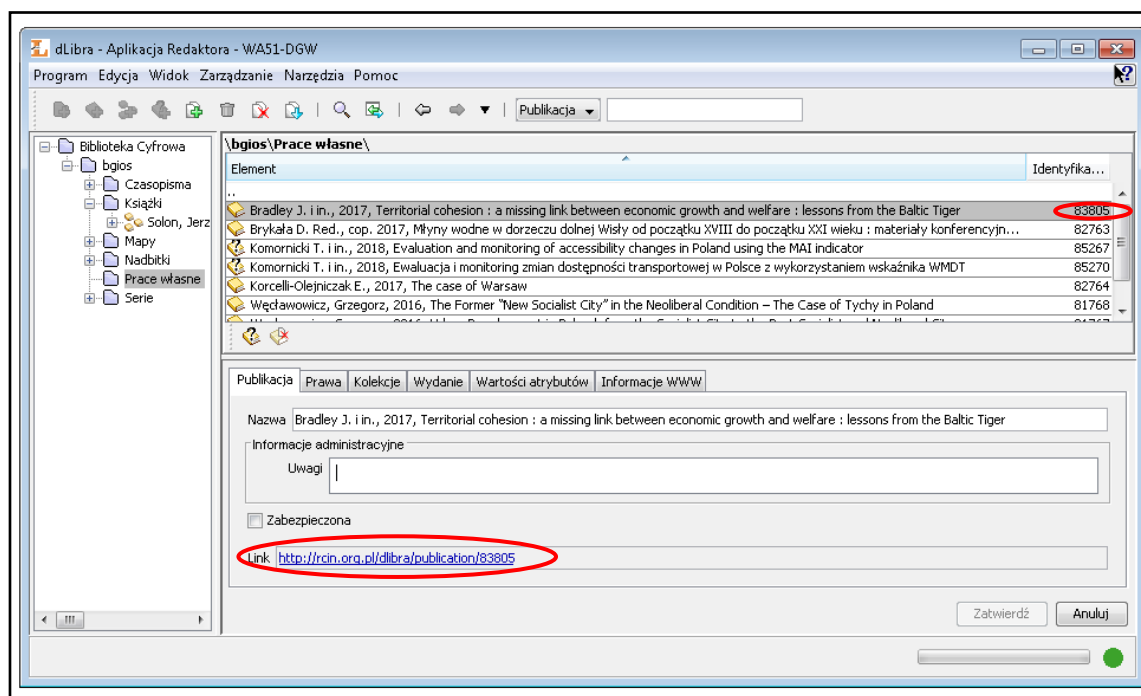 dLibra - Aplikacja Redaktora - WA51-DGW
Program Edycja Widok Zarządzanie Narzędzia Pomoc
Publikacja
Biblioteka Cyfrowa
bgios
Czasopisma
Książki
Solon, Jerz
Mapy
Nadbitki
Prace własne
Serie
\bgios\Prace własne\
Element Identyfika...
..
Bradley J. i in., 2017, Territorial cohesion : a missing link between economic growth and welfare : lessons from the Baltic Tiger 83805
Brykała D. Red., cop. 2017, Młyny wodne w dorzeczu dolnej Wisły od początku XVIII do początku XXI wieku : materiały konferencyjn... 82763
Komornicki T. i in., 2018, Evaluation and monitoring of accessibility changes in Poland using the MAI indicator 85267
Komornicki T. i in., 2018, Ewaluacja i monitoring zmian dostępności transportowej w Polsce z wykorzystaniem wskaźnika WMDT 85270
Korcelli-Olejniczak E., 2017, The case of Warsaw 82764
Węcławowicz, Grzegorz, 2016, The Former "New Socialist City" in the Neoliberal Condition – The Case of Tychy in Poland 81768
Publikacja Prawa Kolekcje Wydanie Wartości atrybutów Informacje WWW
Nazwa Bradley J. i in., 2017, Territorial cohesion : a missing link between economic growth and welfare : lessons from the Baltic Tiger
Informacje administracyjne
Uwagi
Zabezpieczona
Link http://rcin.org.pl/dlibra/publication/83805
Zatwierdź Anuluj